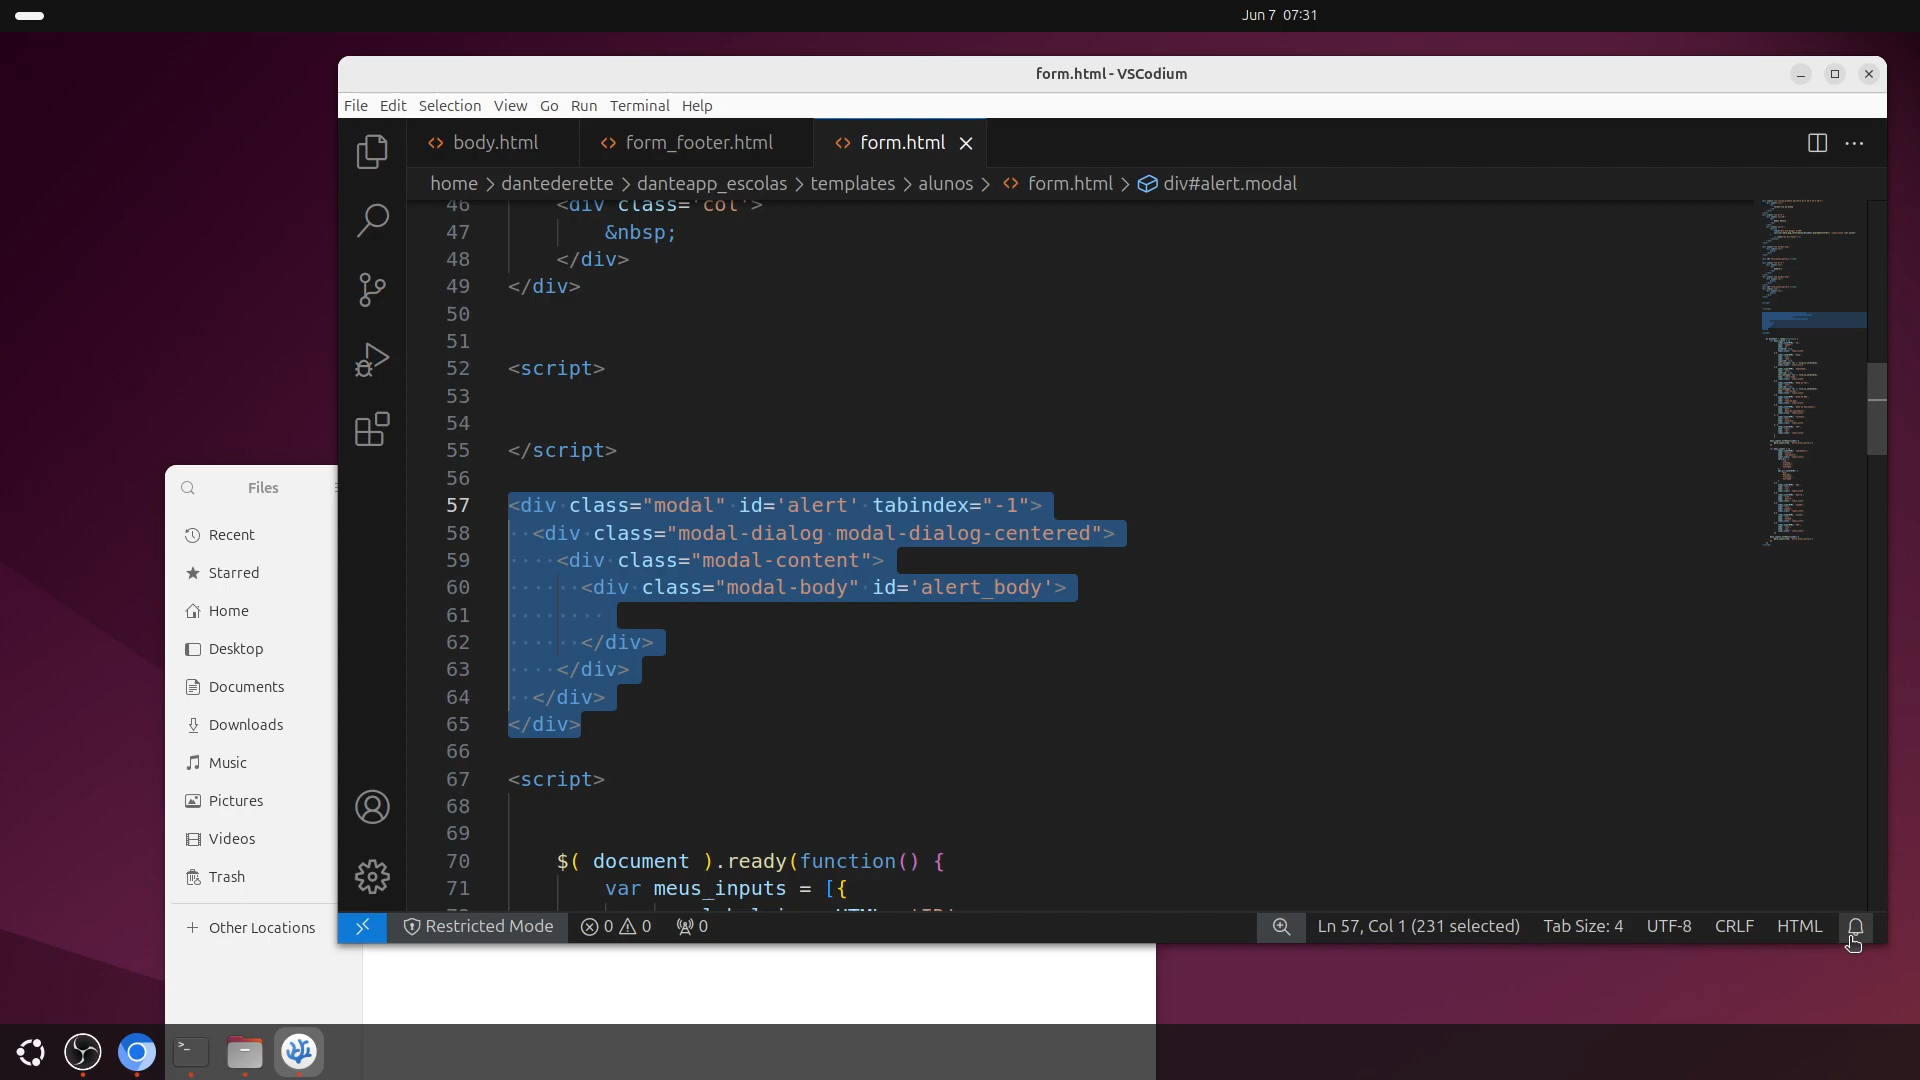 Jun 7 07:31
form.html - VSCodium
File Edit Selection View Go Run Terminal Help
body.html form_footer.html form.html
home > dantederette > danteapp_escolas > templates > alunos > form.html > div#alert.modal
46 <div class='col'>
47 &nbsp;
48 </div>
49 </div>
50
51
52 <script>
53
54
55 </script>
56
57 <div class="modal" id='alert' tabindex="-1">
58 <div class="modal-dialog modal-dialog-centered">
59 <div class="modal-content">
60 <div class="modal-body" id='alert_body'>
61
62 </div>
63 </div>
64 </div>
65 </div>
66
67 <script>
68
69
70 $( document ).ready(function() {
71 var meus_inputs = [{
Restricted Mode 0 0 0 Ln 57, Col 1 (231 selected) Tab Size: 4 UTF-8 CRLF HTML
Files
Recent
Starred
Home
Desktop
Documents
Downloads
Music
Pictures
Videos
Trash
+ Other Locations